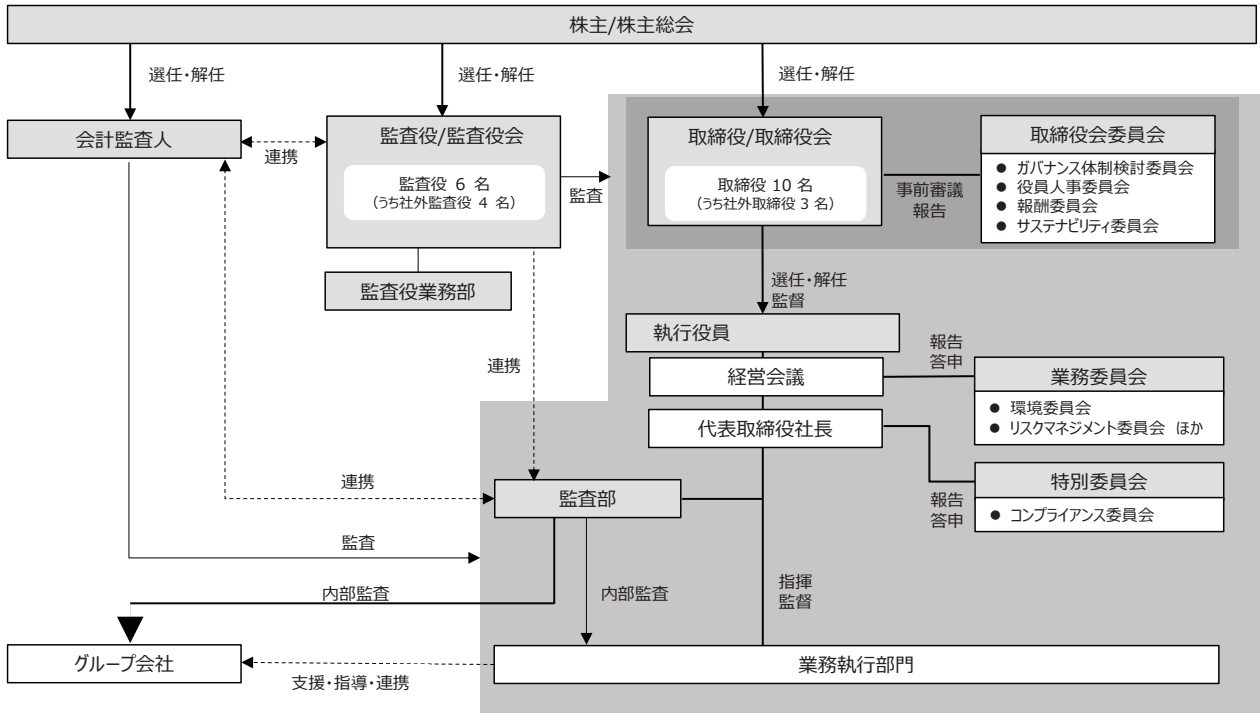 株主/株主総会
選任・解任
選任・解任
選任・解任
会計監査人
連携
監査役/監査役会
監査役 6 名
(うち社外監査役 4 名)
監査
取締役/取締役会
取締役 10 名
(うち社外取締役 3 名)
事前審議
報告
取締役会委員会
● ガバナンス体制検討委員会
● 役員人事委員会
● 報酬委員会
● サステナビリティ委員会
監査役業務部
選任・解任
監督
執行役員
連携
経営会議
報告
答申
業務委員会
● 環境委員会
● リスクマネジメント委員会 ほか
代表取締役社長
連携
監査部
報告
答申
特別委員会
● コンプライアンス委員会
監査
内部監査
内部監査
指揮
監督
グループ会社
支援・指導・連携
業務執行部門